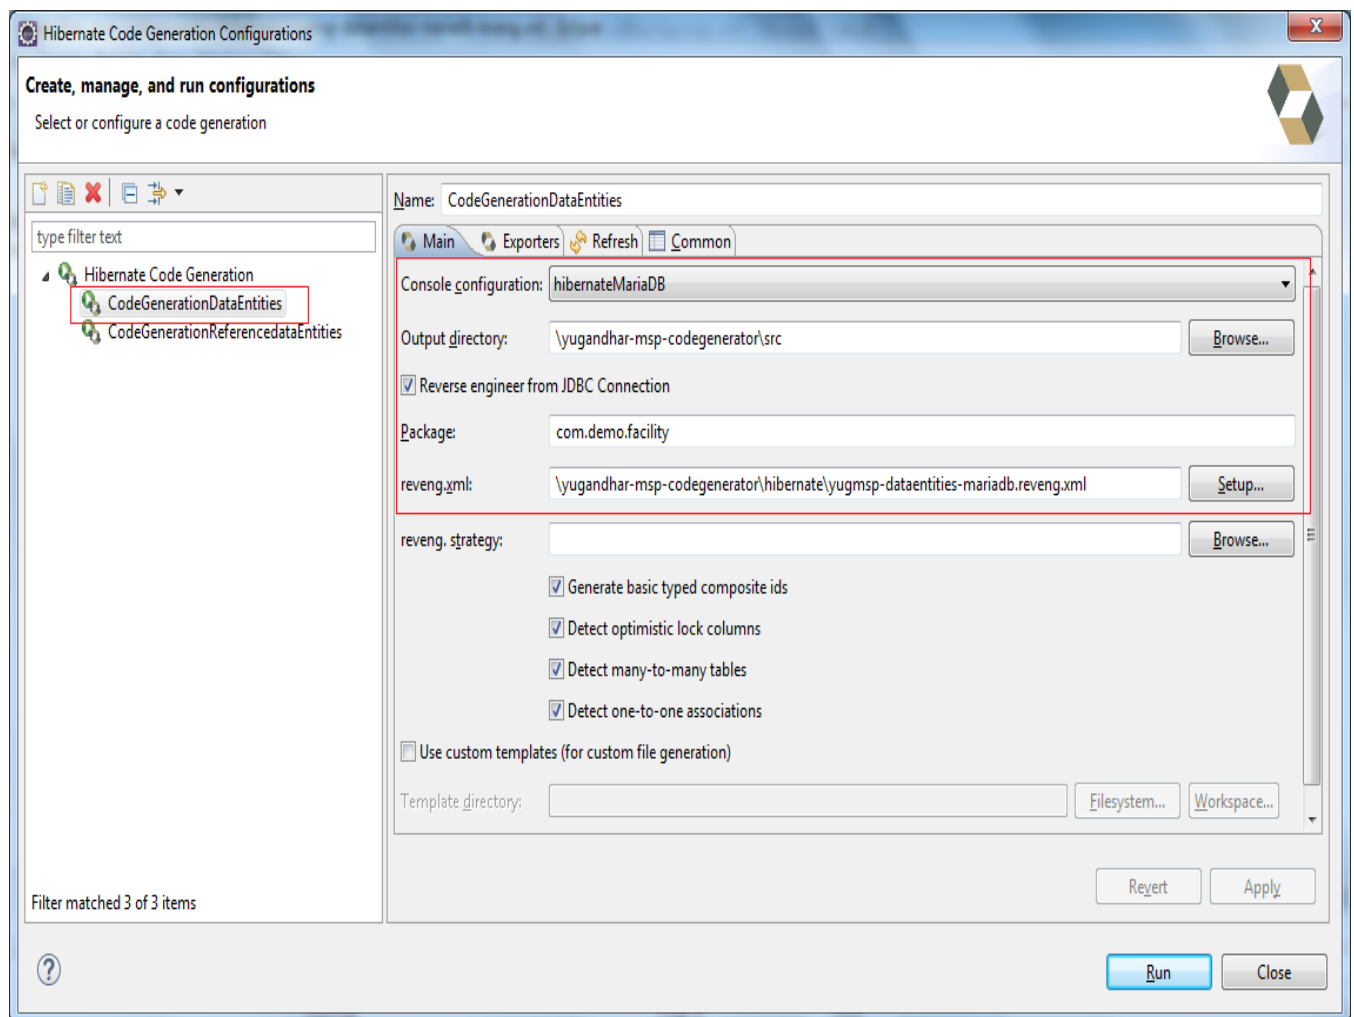 Hibernate Code Generation Configurations
X
Create, manage, and run configurations
Select or configure a code generation
type filter text
Hibernate Code Generation
CodeGenerationDataEntities
CodeGenerationReferencedataEntities
Filter matched 3 of 3 items
Name: CodeGenerationDataEntities
Main Exporters Refresh Common
Console configuration: hibernateMariaDB
Output directory: \yugandhar-msp-codegenerator\src Browse...
Reverse engineer from JDBC Connection
Package: com.demo.facility
reveng.xml: \yugandhar-msp-codegenerator\hibernate\yugmsp-dataentities-mariadb.reveng.xml Setup...
reveng. strategy: Browse...
Generate basic typed composite ids
Detect optimistic lock columns
Detect many-to-many tables
Detect one-to-one associations
Use custom templates (for custom file generation)
Template directory: Filesystem... Workspace...
Revert Apply
? Run Close